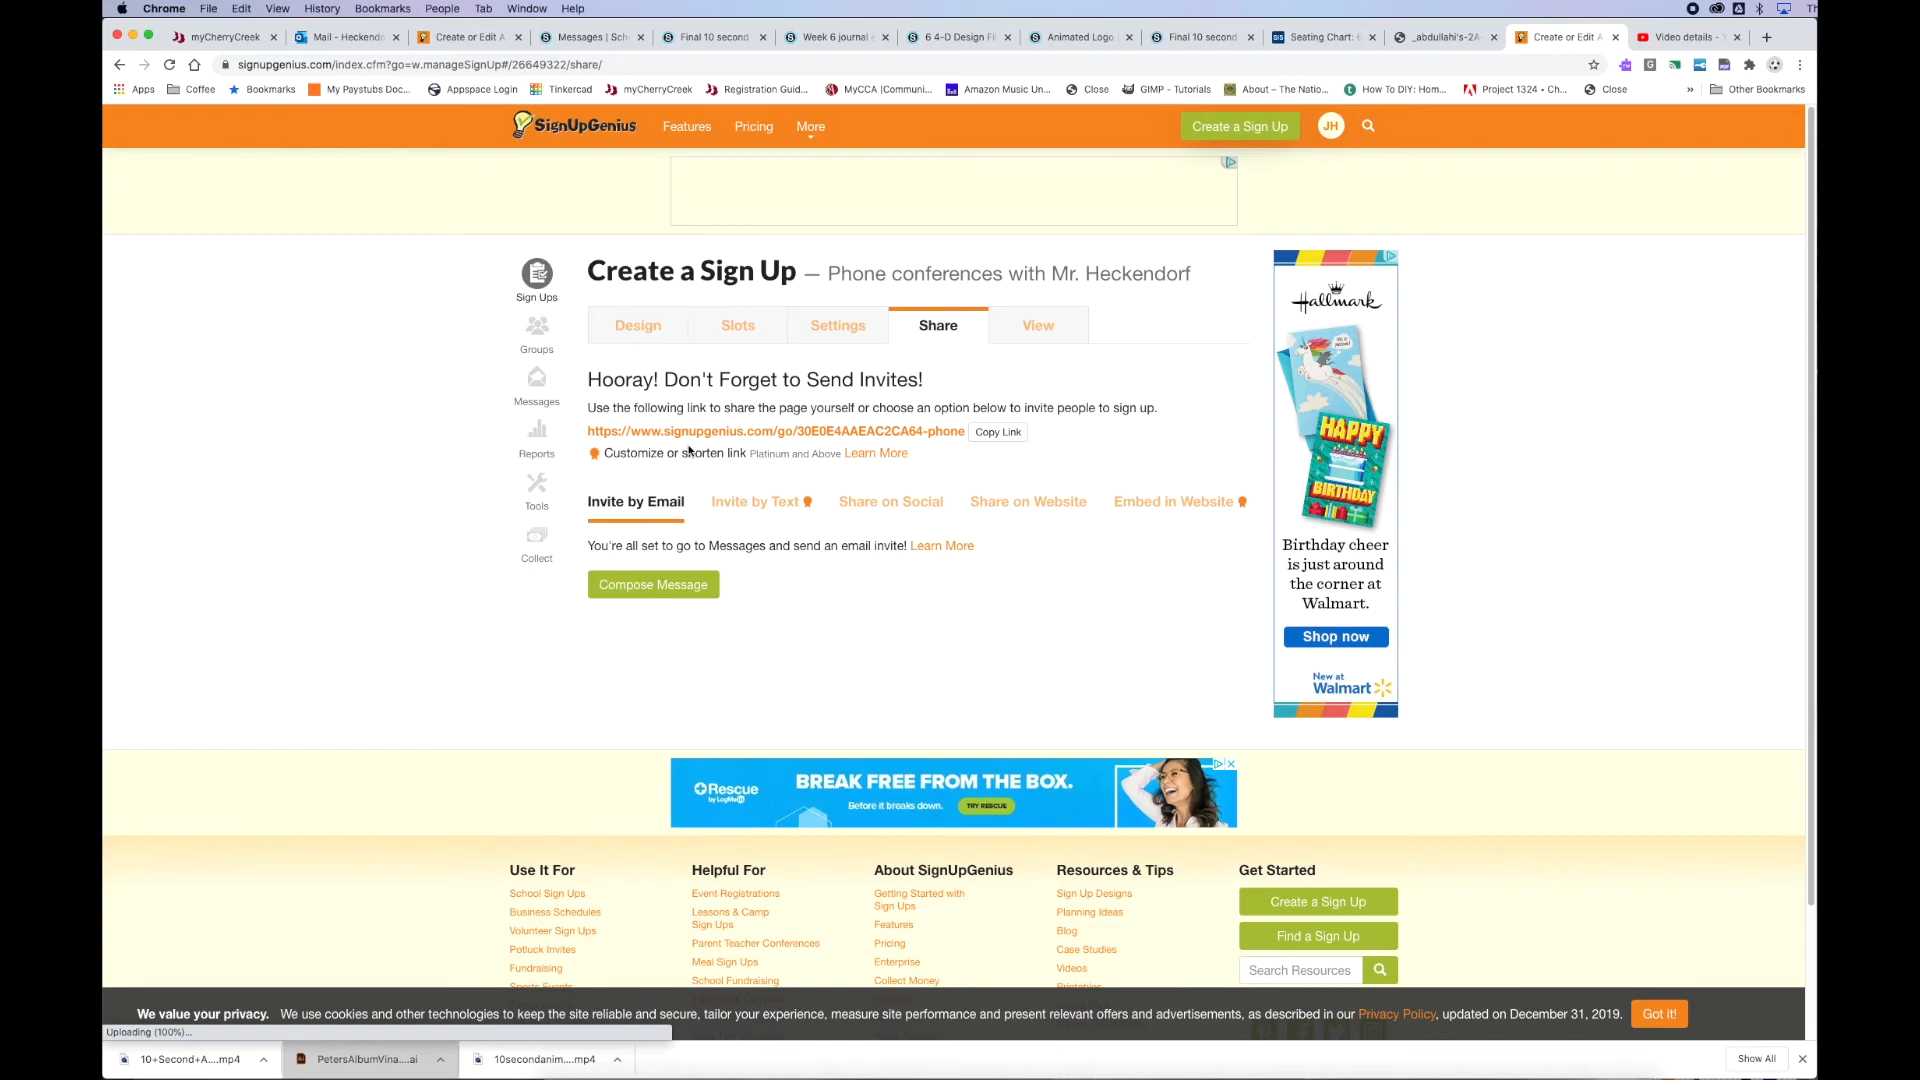 Chrome File Edit View History Bookmarks People Tab Window Help
myCherryCreek Mail - Heckend Create or Edit A Messages | Sch Final 10 second Week 6 journal e 6 4-D Design Fi Animated Logo Final 10 second Seating Chart: 6 _abdullahi's-2A Create or Edit A Video details - Y
signupgenius.com/index.cfm?go=w.manageSignUp#/26649322/share/
Apps Coffee Bookmarks My Paystubs Doc... Appspace Login Tinkercad myCherryCreek Registration Guid... MyCCA |Communi... Amazon Music Un... Close GIMP - Tutorials About – The Natio... How To DIY: Hom... Project 1324 • Ch... Close » Other Bookmarks
SignUpGenius Features Pricing More Create a Sign Up JH
Create a Sign Up — Phone conferences with Mr. Heckendorf
Sign Ups
Groups
Messages
Reports
Tools
Collect
Design Slots Settings Share View
Hooray! Don't Forget to Send Invites!
Use the following link to share the page yourself or choose an option below to invite people to sign up.
https://www.signupgenius.com/go/30E0E4AAEAC2CA64-phone Copy Link
Customize or shorten link Platinum and Above Learn More
Invite by Email Invite by Text Share on Social Share on Website Embed in Website
You're all set to go to Messages and send an email invite! Learn More
Compose Message
Hallmark
HAPPY
BIRTHDAY
Birthday cheer
is just around
the corner at
Walmart.
Shop now
New at
Walmart
Rescue
by LogMeIn
BREAK FREE FROM THE BOX.
Before it breaks down. TRY RESCUE
Use It For
School Sign Ups
Business Schedules
Volunteer Sign Ups
Potluck Invites
Fundraising
Sports Events
Helpful For
Event Registrations
Lessons & Camp
Sign Ups
Parent Teacher Conferences
Meal Sign Ups
School Fundraising
About SignUpGenius
Getting Started with
Sign Ups
Features
Pricing
Enterprise
Collect Money
Resources & Tips
Sign Up Designs
Planning Ideas
Blog
Case Studies
Videos
Printables
Get Started
Create a Sign Up
Find a Sign Up
Search Resources
We value your privacy. We use cookies and other technologies to keep the site reliable and secure, tailor your experience, measure site performance and present relevant offers and advertisements, as described in our Privacy Policy, updated on December 31, 2019. Got it!
Uploading (100%)...
10+Second+A....mp4 PetersAlbumVina....ai 10secondanim....mp4 Show All